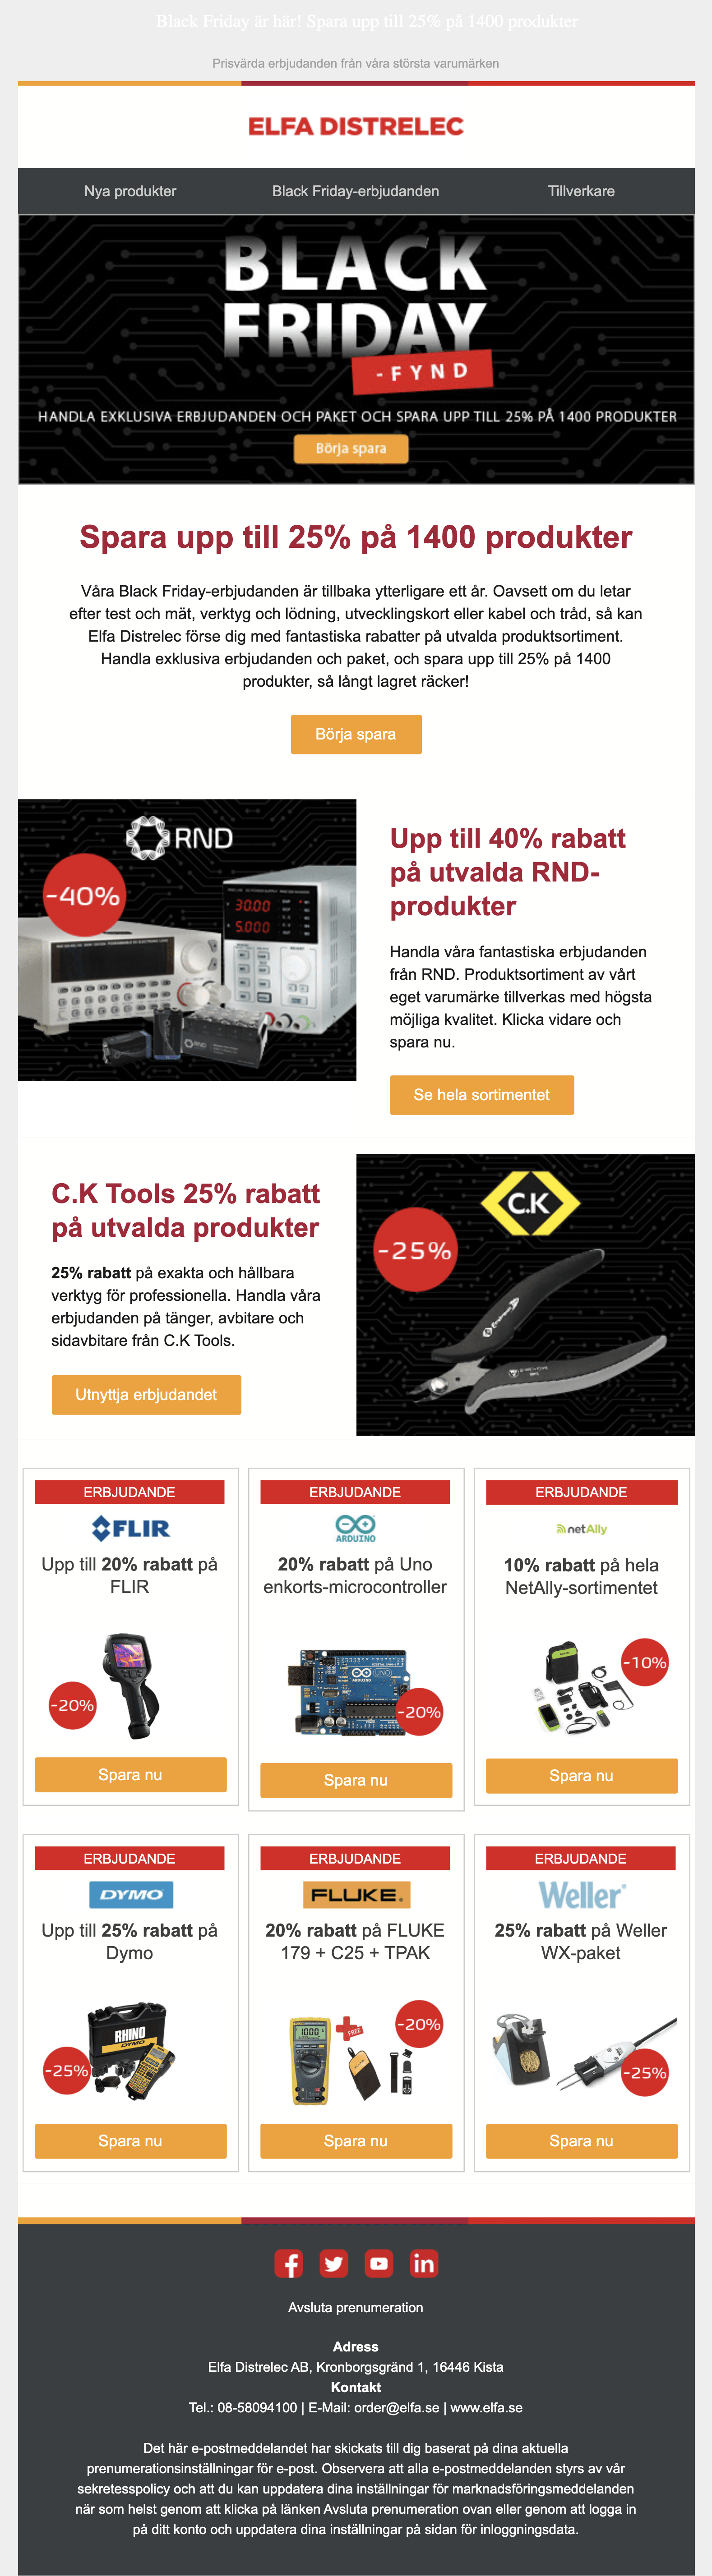 Black Friday är här! Spara upp till 25% på 1400 produkter
Prisvärda erbjudanden från våra största varumärken
ELFA DISTRELEC
Nya produkter
Black Friday-erbjudanden
Tillverkare
BLACK
FRIDAY
- FYND
HANDLA EXKLUSIVA ERBJUDANDEN OCH PAKET OCH SPARA UPP TILL 25% PÅ 1400 PRODUKTER
Börja spara
Spara upp till 25% på 1400 produkter
Våra Black Friday-erbjudanden är tillbaka ytterligare ett år. Oavsett om du letar
efter test och mät, verktyg och lödning, utvecklingskort eller kabel och tråd, så kan
Elfa Distrelec förse dig med fantastiska rabatter på utvalda produktsortiment.
Handla exklusiva erbjudanden och paket, och spara upp till 25% på 1400
produkter, så långt lagret räcker!
Börja spara
RND
-40%
30.00
5.000
RND
Upp till 40% rabatt
på utvalda RND-
produkter
Handla våra fantastiska erbjudanden
från RND. Produktsortiment av vårt
eget varumärke tillverkas med högsta
möjliga kvalitet. Klicka vidare och
spara nu.
Se hela sortimentet
C.K Tools 25% rabatt
på utvalda produkter
25% rabatt på exakta och hållbara
verktyg för professionella. Handla våra
erbjudanden på tänger, avbitare och
sidavbitare från C.K Tools.
Utnyttja erbjudandet
C.K
-25%
ERBJUDANDE
FLIR
Upp till 20% rabatt på
FLIR
-20%
Spara nu
ERBJUDANDE
ARDUINO
20% rabatt på Uno
enkorts-microcontroller
UNO
ARDUINO
-20%
Spara nu
ERBJUDANDE
netAlly
10% rabatt på hela
NetAlly-sortimentet
-10%
Spara nu
ERBJUDANDE
DYMO
Upp till 25% rabatt på
Dymo
RHINO
DYMO
-25%
Spara nu
ERBJUDANDE
FLUKE
20% rabatt på FLUKE
179 + C25 + TPAK
1000
FREE
-20%
Spara nu
ERBJUDANDE
Weller
25% rabatt på Weller
WX-paket
-25%
Spara nu
Avsluta prenumeration
Adress
Elfa Distrelec AB, Kronborgsgränd 1, 16446 Kista
Kontakt
Tel.: 08-58094100 | E-Mail: order@elfa.se | www.elfa.se
Det här e-postmeddelandet har skickats till dig baserat på dina aktuella
prenumerationsinställningar för e-post. Observera att alla e-postmeddelanden styrs av vår
sekretesspolicy och att du kan uppdatera dina inställningar för marknadsföringsmeddelanden
när som helst genom att klicka på länken Avsluta prenumeration ovan eller genom att logga in
på ditt konto och uppdatera dina inställningar på sidan för inloggningsdata.